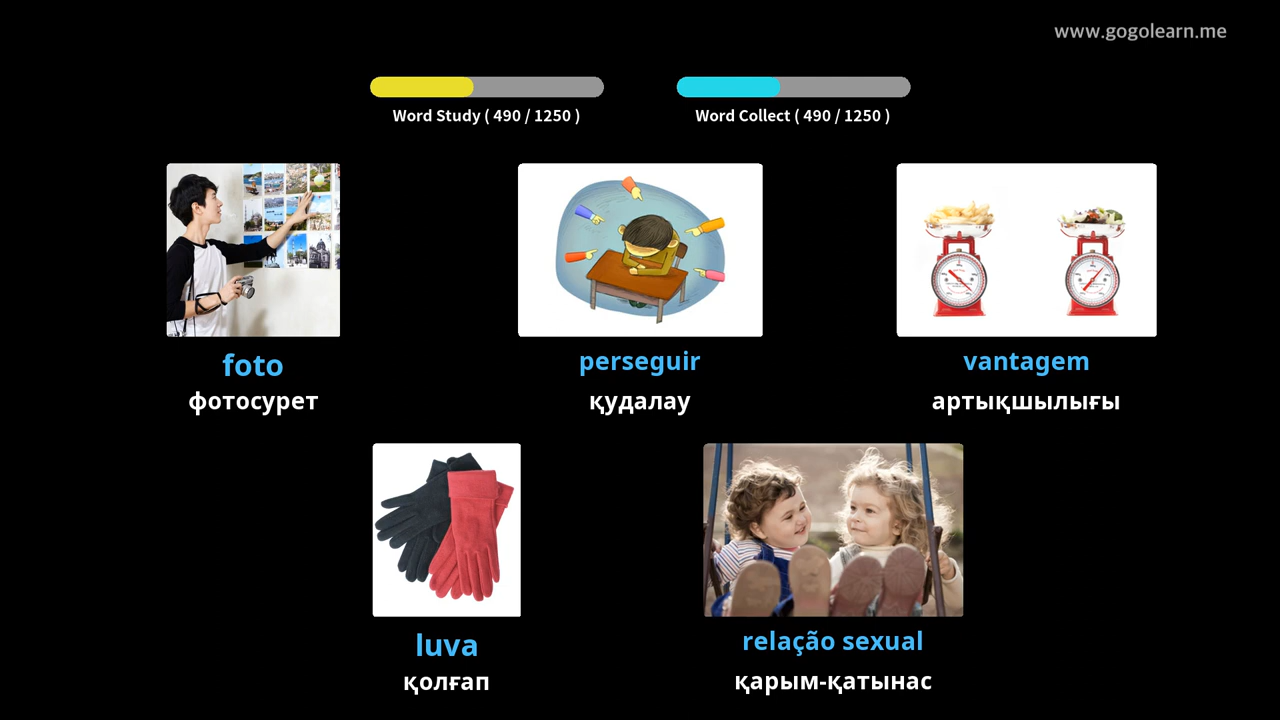 www.gogolearn.me
Word Study ( 490 / 1250 )
Word Collect ( 490 / 1250 )
foto
фотосурет
perseguir
қудалау
vantagem
артықшылығы
luva
қолғап
relação sexual
қарым-қатынас